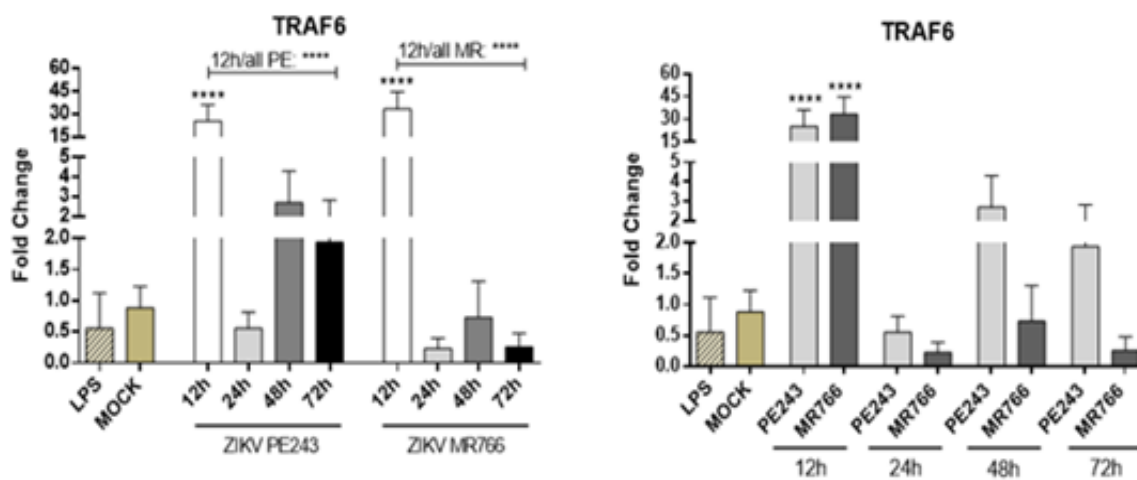 TRAF6
12h/all PE: ****
12h/all MR: ****
60
45
30
15
5
4
3
2
2.0
1.5
1.0
0.5
0.0
Fold Change
****
****
LPS
MOCK
12h
24h
48h
72h
12h
24h
48h
72h
ZIKV PE243
ZIKV MR766
TRAF6
60
45
30
15
5
4
3
2
2.0
1.5
1.0
0.5
0.0
Fold Change
****
****
LPS
MOCK
PE243
MR766
PE243
MR766
PE243
MR766
PE243
MR766
12h
24h
48h
72h